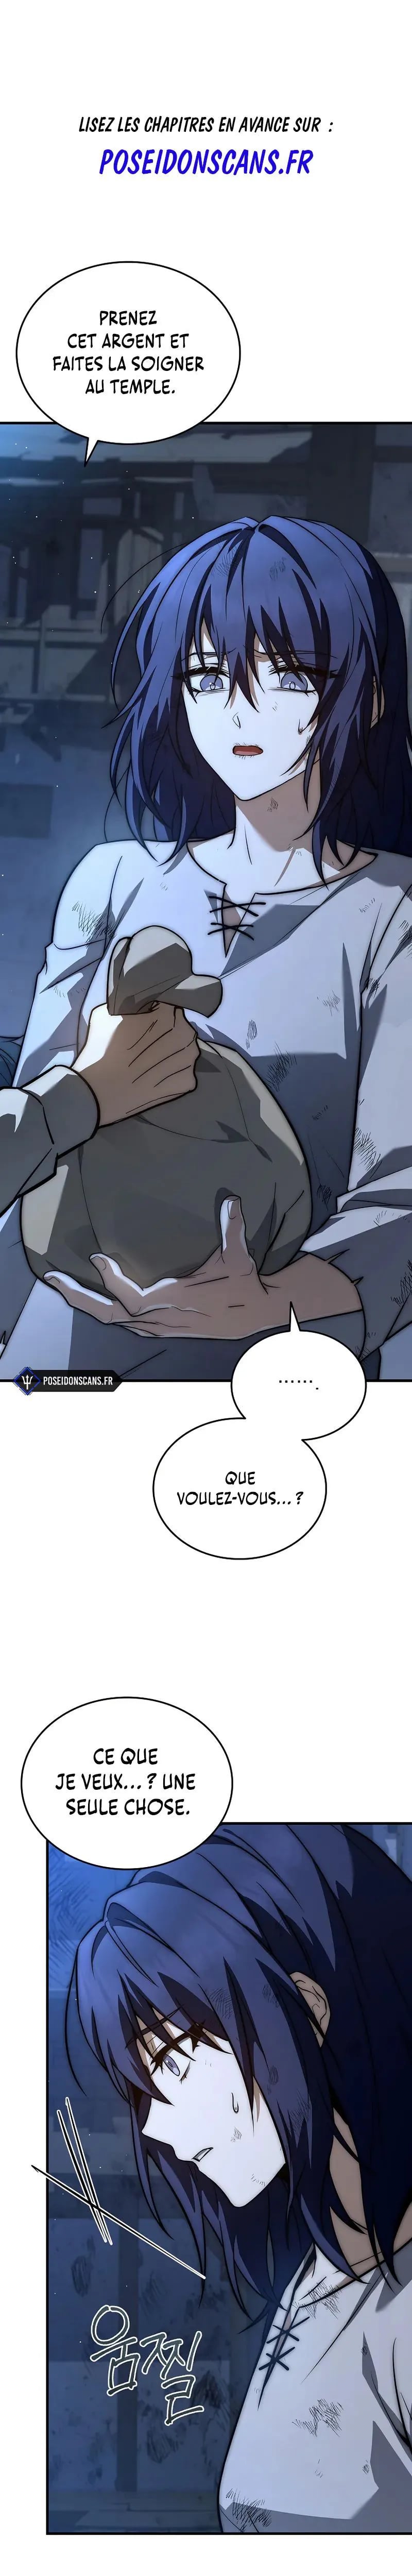 LISEZ LES CHAPITRES EN AVANCE SUR :
POSEIDONSCANS.FR
PRENEZ
CET ARGENT ET
FAITES LA SOIGNER
AU TEMPLE.
POSEIDONSCANS.FR
.......
QUE
VOULEZ-VOUS... ?
CE QUE
JE VEUX... ? UNE
SEULE CHOSE.
움찔